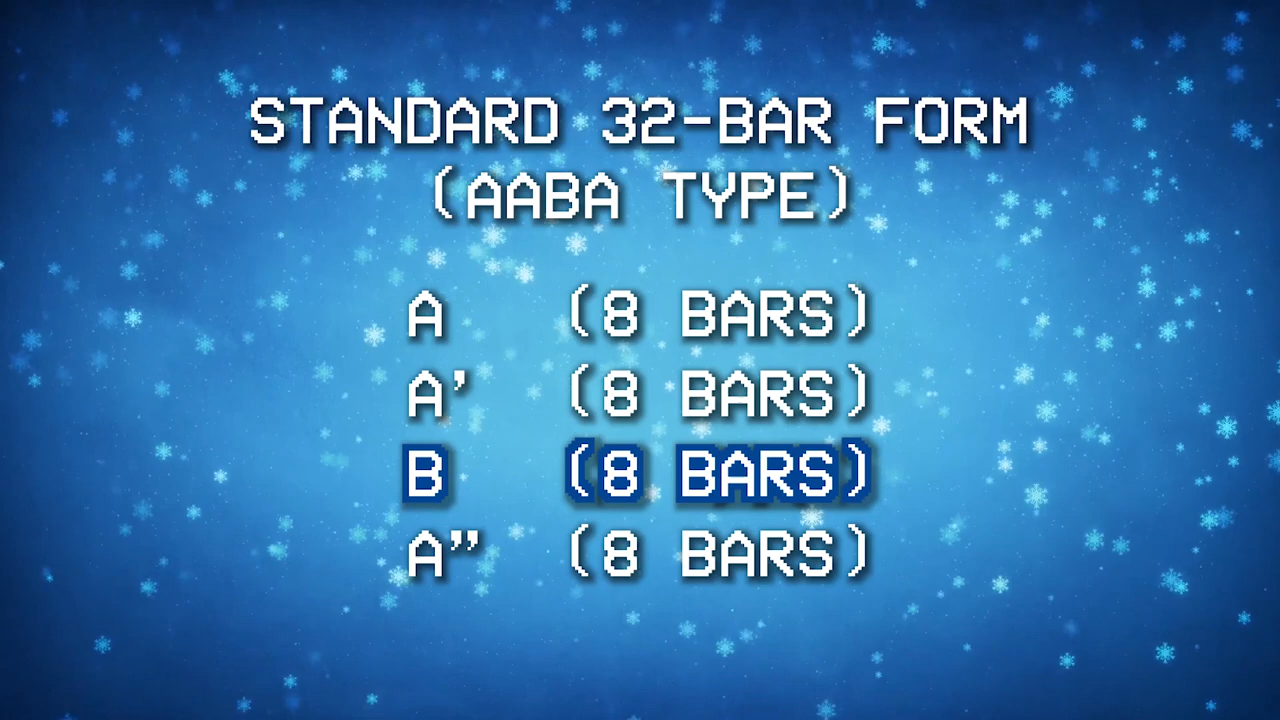 STANDARD 32-BAR FORM
(AABA TYPE)
A (8 BARS)
A’ (8 BARS)
B (8 BARS)
A” (8 BARS)